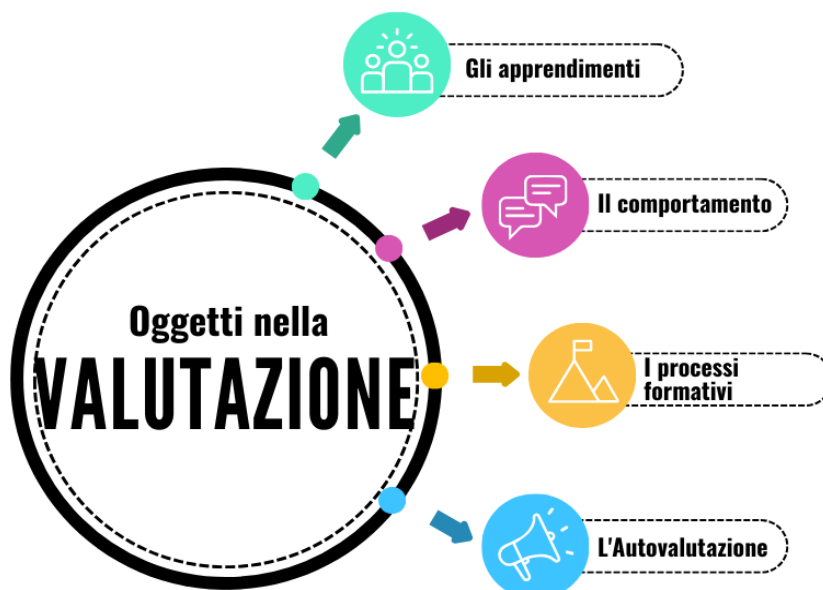 Gli apprendimenti
Il comportamento
Oggetti nella
VALUTAZIONE
I processi
formativi
L'Autovalutazione